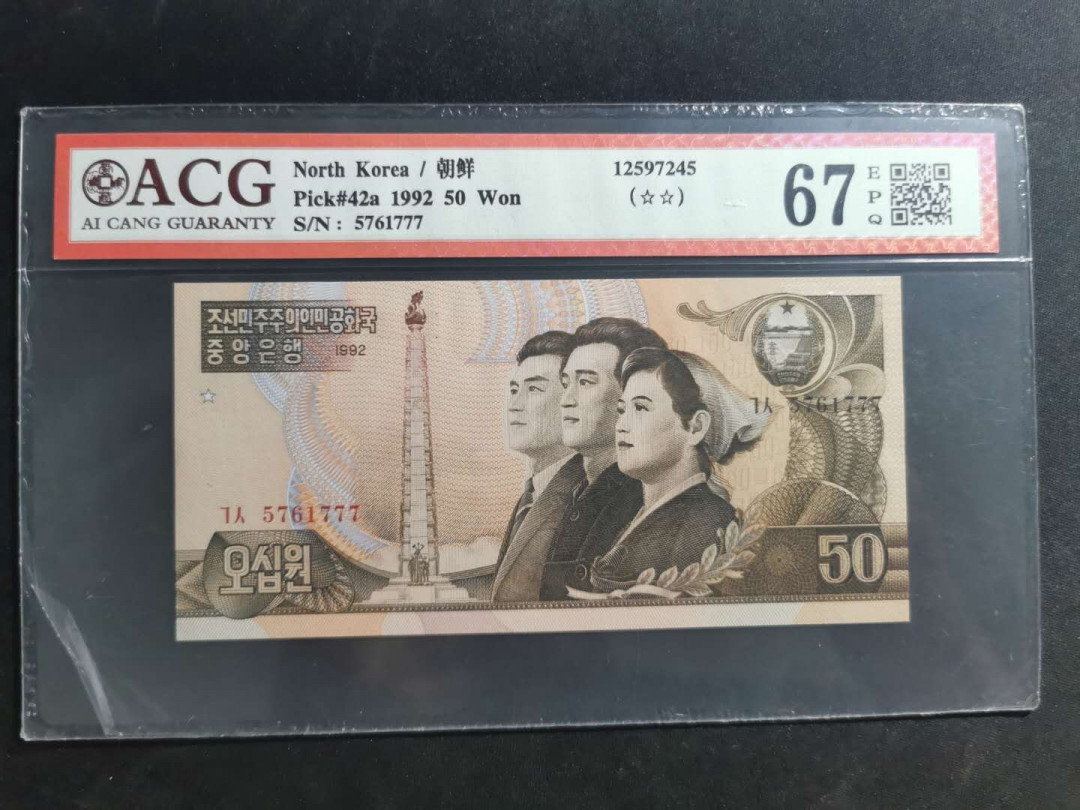 ACG
AI CANG GUARANTY
North Korea / 朝鲜
Pick#42a 1992 50 Won
S/N: 5761777
12597245
(☆☆)
67
EPQ
조선민주주의인민공화국
중앙은행 1992
ㄱㅅ 5761777
ㄱㅅ 5761777
오십원
50